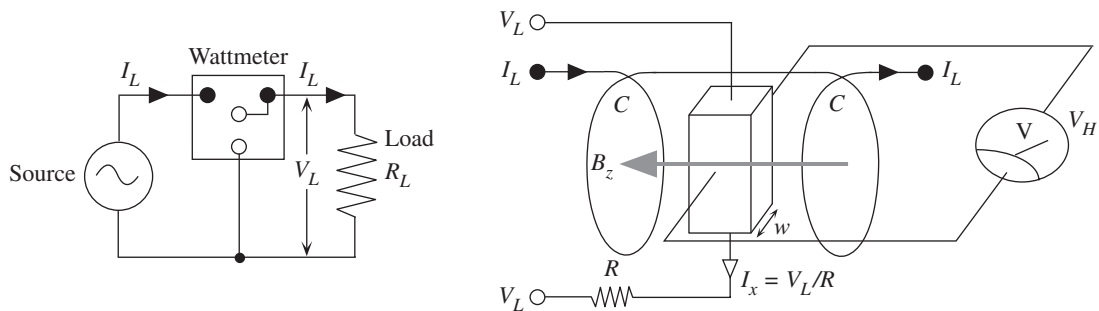 Wattmeter
I_L
I_L
Source
V_L
Load
R_L
V_L
I_L
I_L
C
C
B_z
V
V_H
w
R
I_x = V_L/R
V_L